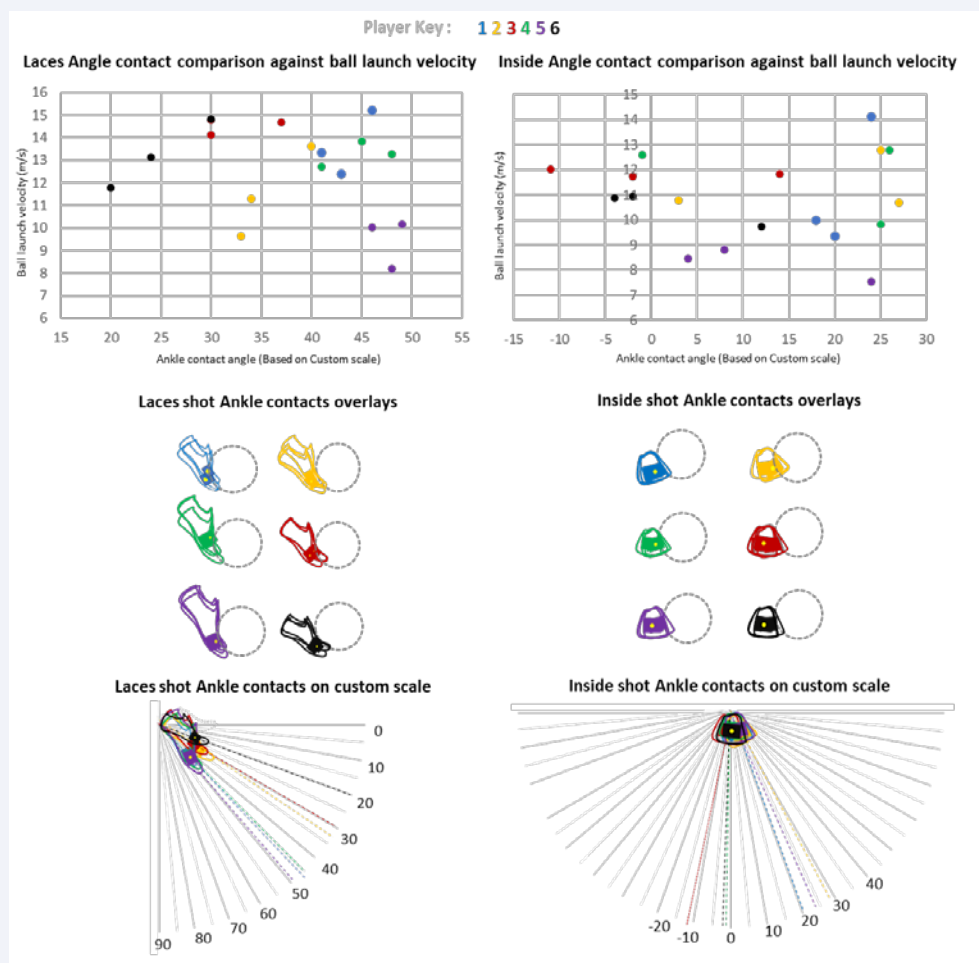 Player Key : 1 2 3 4 5 6
Laces Angle contact comparison against ball launch velocity
16
15
14
13
12
11
10
9
8
7
6
Ball launch velocity (m/s)
15 20 25 30 35 40 45 50 55
Ankle contact angle (Based on Custom scale)
Inside Angle contact comparison against ball launch velocity
15
14
13
12
11
10
9
8
7
6
Ball launch velocity (m/s)
-15 -10 -5 0 5 10 15 20 25 30
Ankle contact angle (Based on Custom scale)
Laces shot Ankle contacts overlays
Inside shot Ankle contacts overlays
Laces shot Ankle contacts on custom scale
0
10
20
30
40
50
60
70
80
90
Inside shot Ankle contacts on custom scale
-20
-10
0
10
20
30
40